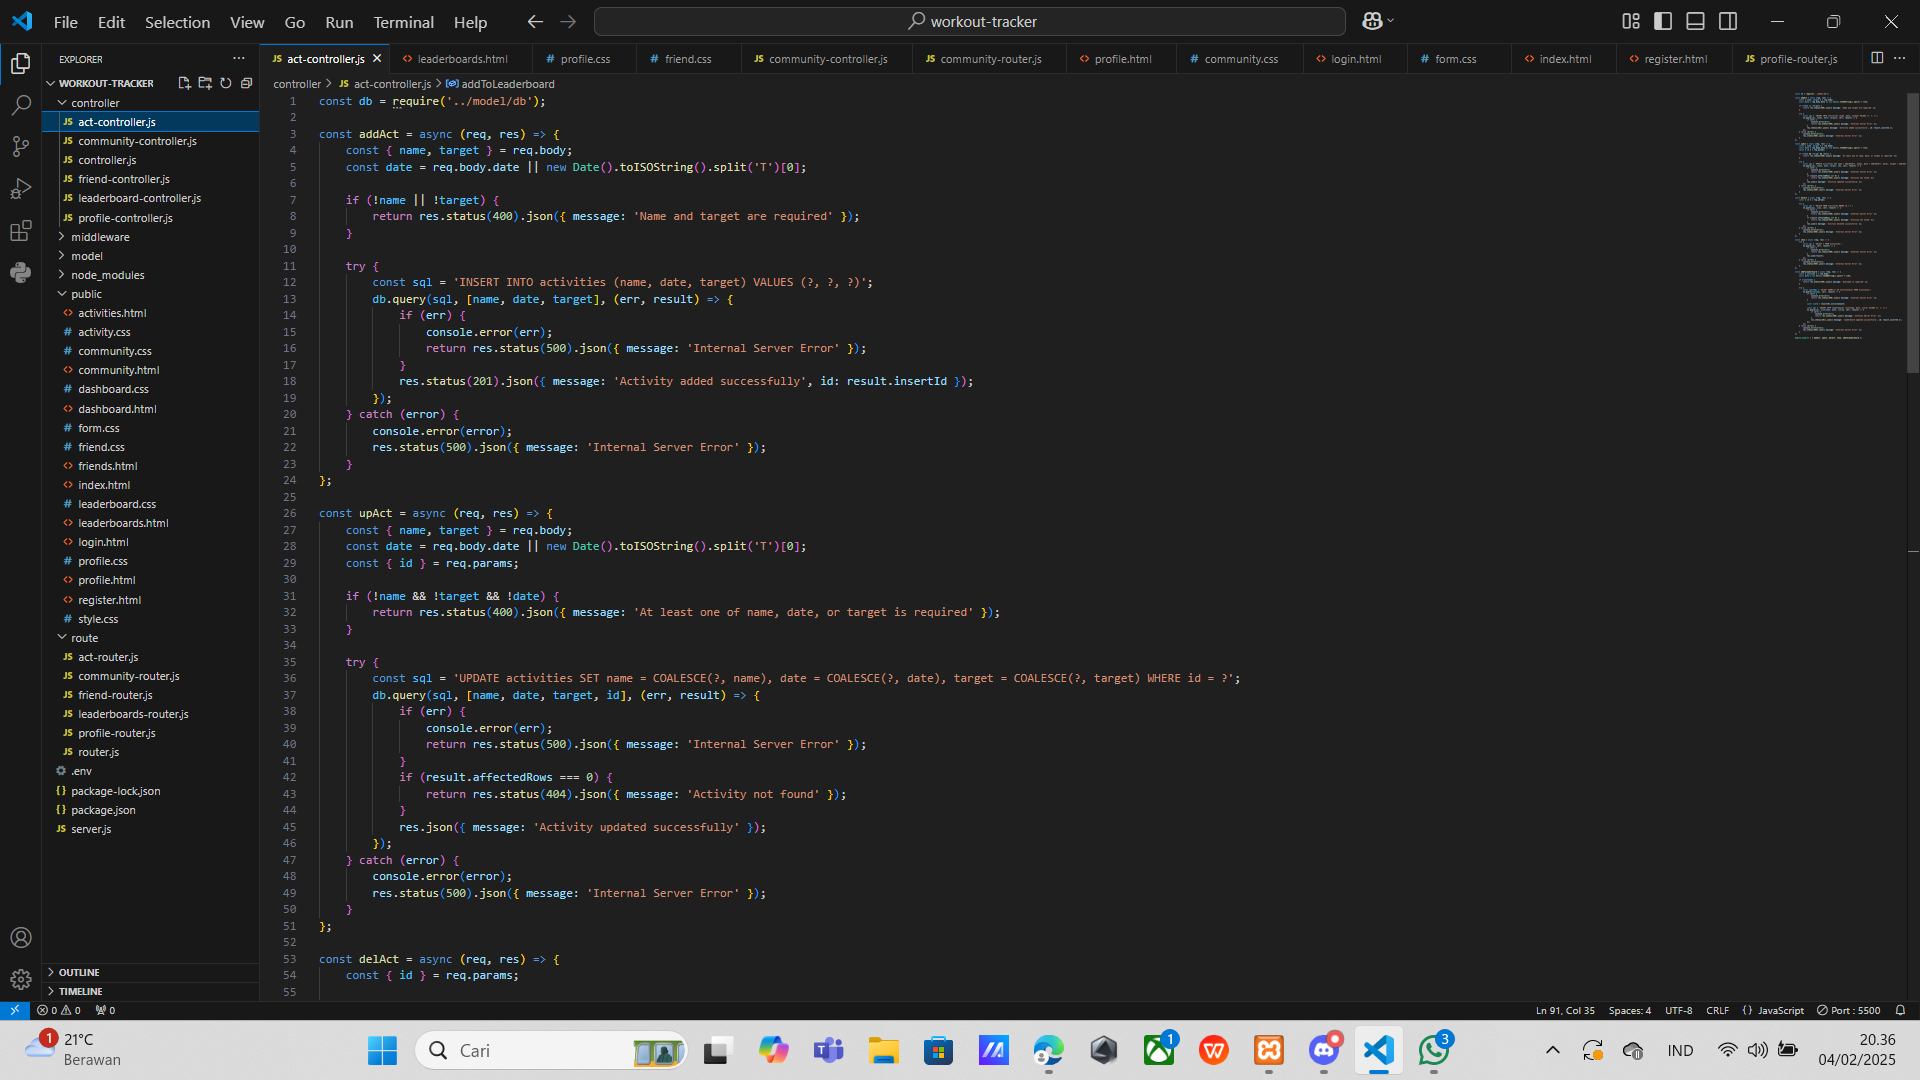 File Edit Selection View Go Run Terminal Help
workout-tracker
EXPLORER
act-controller.js
leaderboards.html
profile.css
friend.css
community-controller.js
community-router.js
profile.html
community.css
login.html
form.css
index.html
register.html
profile-router.js
WORKOUT-TRACKER
controller
act-controller.js
community-controller.js
controller.js
friend-controller.js
leaderboard-controller.js
profile-controller.js
middleware
model
node_modules
public
activities.html
activity.css
community.css
community.html
dashboard.css
dashboard.html
form.css
friend.css
friends.html
index.html
leaderboard.css
leaderboards.html
login.html
profile.css
profile.html
register.html
style.css
route
act-router.js
community-router.js
friend-router.js
leaderboards-router.js
profile-router.js
router.js
.env
package-lock.json
package.json
server.js
OUTLINE
TIMELINE
controller > JS act-controller.js > addToLeaderboard
1 const db = require('../model/db');
2
3 const addAct = async (req, res) => {
4 const { name, target } = req.body;
5 const date = req.body.date || new Date().toISOString().split('T')[0];
6
7 if (!name || !target) {
8 return res.status(400).json({ message: 'Name and target are required' });
9 }
10
11 try {
12 const sql = 'INSERT INTO activities (name, date, target) VALUES (?, ?, ?)';
13 db.query(sql, [name, date, target], (err, result) => {
14 if (err) {
15 console.error(err);
16 return res.status(500).json({ message: 'Internal Server Error' });
17 }
18 res.status(201).json({ message: 'Activity added successfully', id: result.insertId });
19 });
20 } catch (error) {
21 console.error(error);
22 res.status(500).json({ message: 'Internal Server Error' });
23 }
24 };
25
26 const upAct = async (req, res) => {
27 const { name, target } = req.body;
28 const date = req.body.date || new Date().toISOString().split('T')[0];
29 const { id } = req.params;
30
31 if (!name && !target && !date) {
32 return res.status(400).json({ message: 'At least one of name, date, or target is required' });
33 }
34
35 try {
36 const sql = 'UPDATE activities SET name = COALESCE(?, name), date = COALESCE(?, date), target = COALESCE(?, target) WHERE id = ?';
37 db.query(sql, [name, date, target, id], (err, result) => {
38 if (err) {
39 console.error(err);
40 return res.status(500).json({ message: 'Internal Server Error' });
41 }
42 if (result.affectedRows === 0) {
43 return res.status(404).json({ message: 'Activity not found' });
44 }
45 res.json({ message: 'Activity updated successfully' });
46 });
47 } catch (error) {
48 console.error(error);
49 res.status(500).json({ message: 'Internal Server Error' });
50 }
51 };
52
53 const delAct = async (req, res) => {
54 const { id } = req.params;
55
0 0 0
Ln 91, Col 35 Spaces: 4 UTF-8 CRLF {} JavaScript Port : 5500
1 21°C
Berawan
Cari
1
3
IND
20.36
04/02/2025